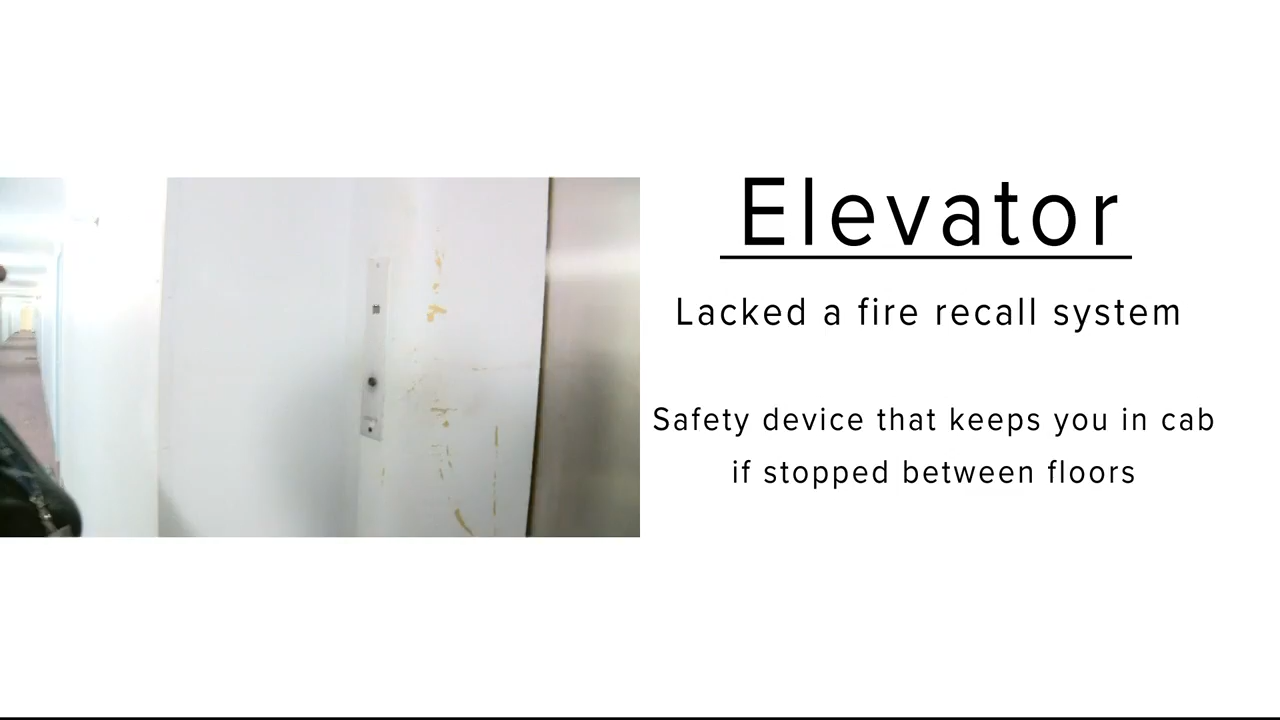 Elevator
Lacked a fire recall system
Safety device that keeps you in cab
if stopped between floors